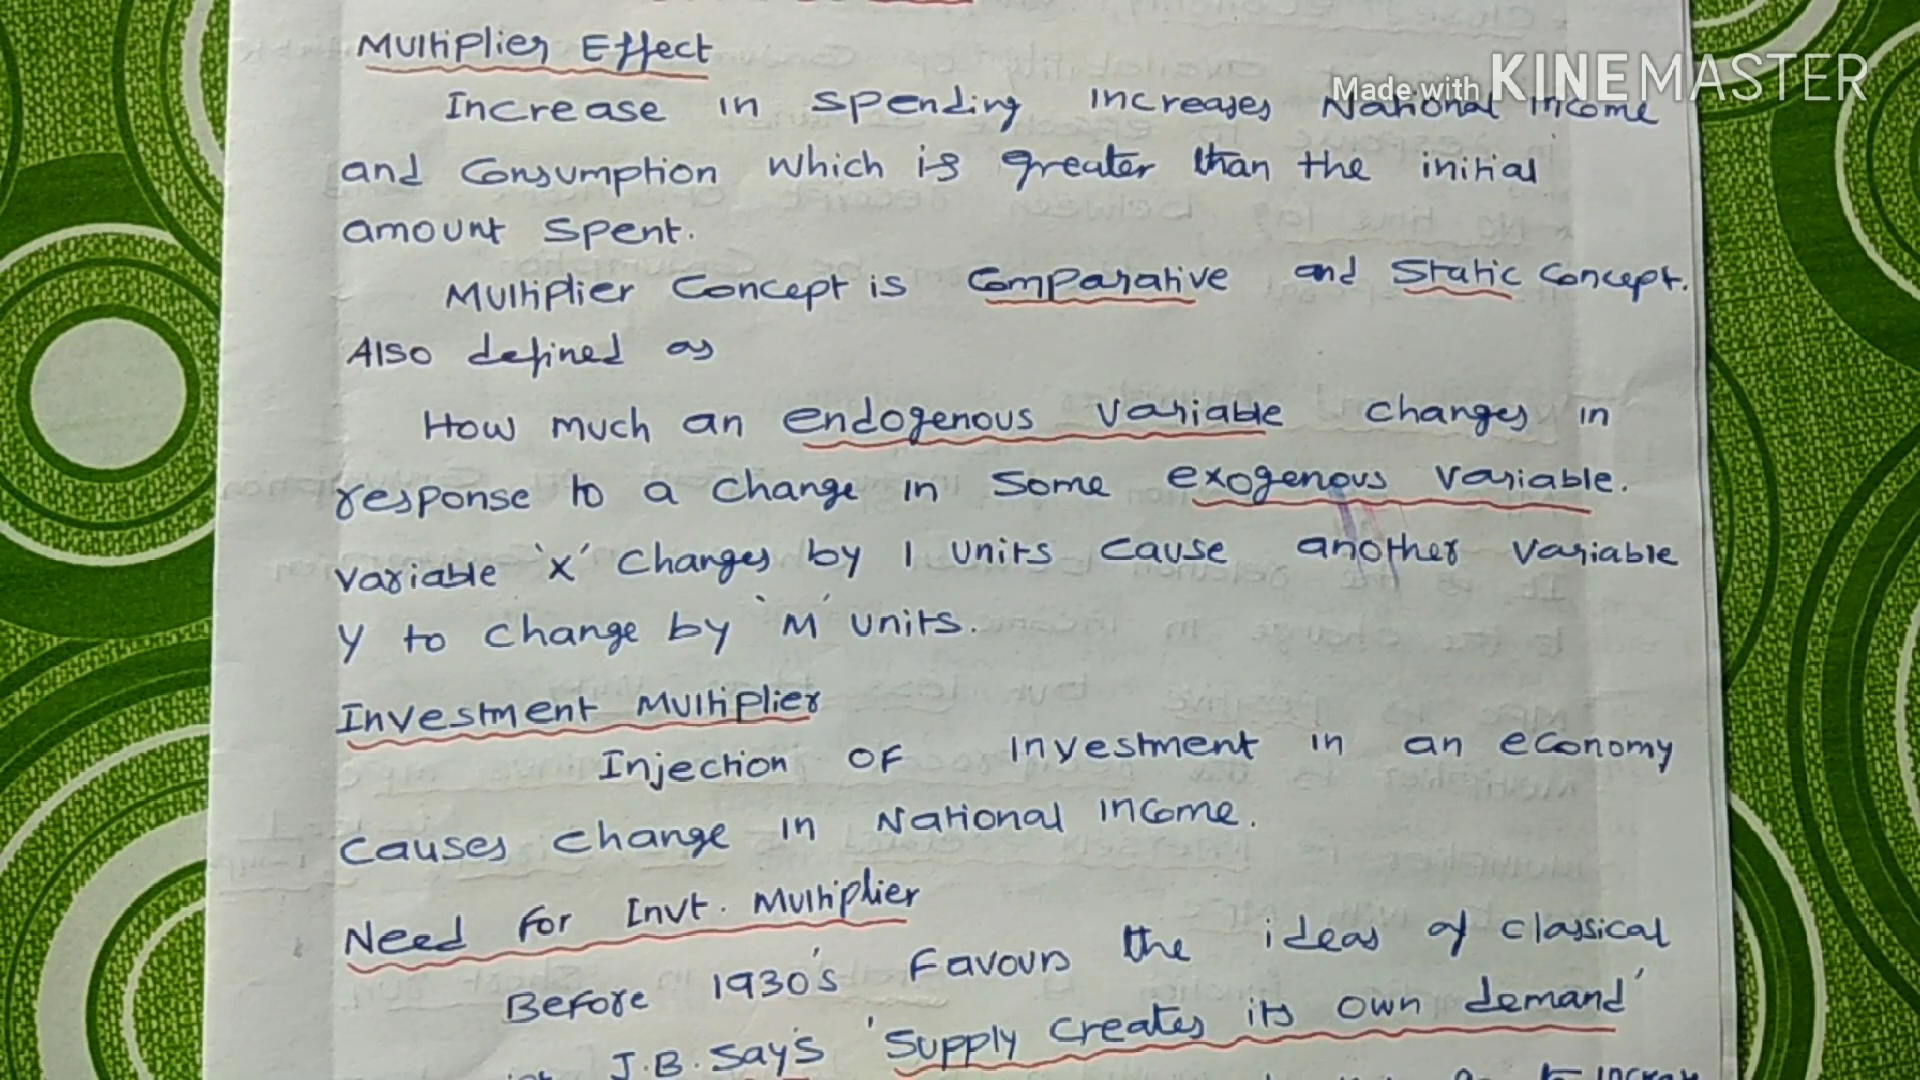 Multiplier Effect
Made with KINEMASTER
Increase in spending increases National income
and Consumption which is greater than the initial
amount spent.
Multiplier Concept is Comparative and Static Concept.
Also defined as
How much an endogenous variable changes in
response to a change in some exogenous variable.
variable 'x' changes by 1 units cause another variable
y to change by 'M' units.
Investment Multiplier
Injection of investment in an economy
causes change in National income.
Need for Invt. Multiplier
Before 1930's Favours the ideas of classical
J.B. Say's 'Supply creates its own demand'